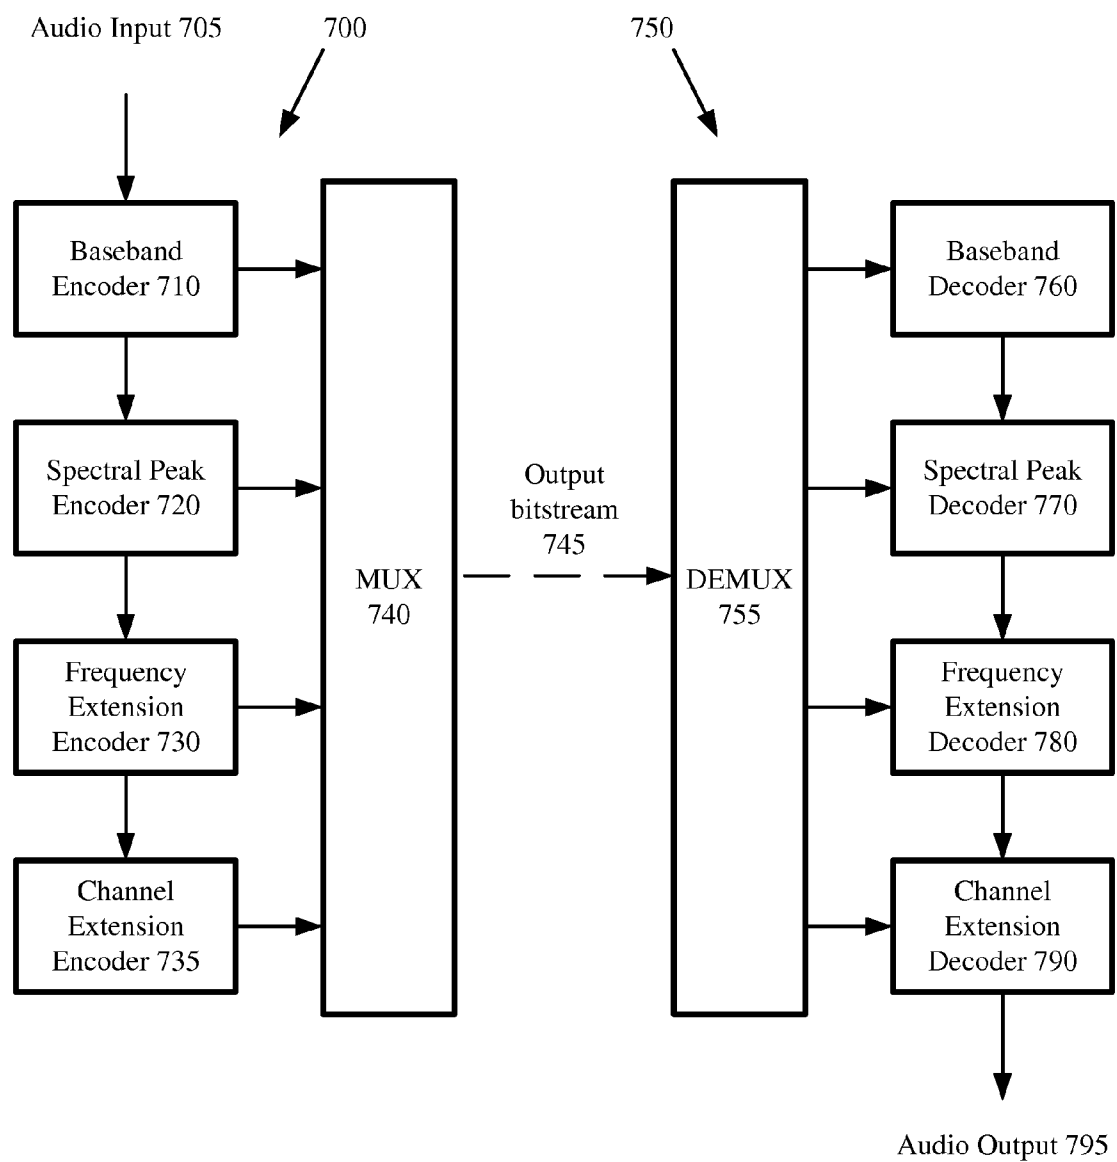 Audio Input 705
700
750
Baseband
Encoder 710
Baseband
Decoder 760
Spectral Peak
Encoder 720
Output
bitstream
745
Spectral Peak
Decoder 770
MUX
740
DEMUX
755
Frequency
Extension
Encoder 730
Frequency
Extension
Decoder 780
Channel
Extension
Encoder 735
Channel
Extension
Decoder 790
Audio Output 795